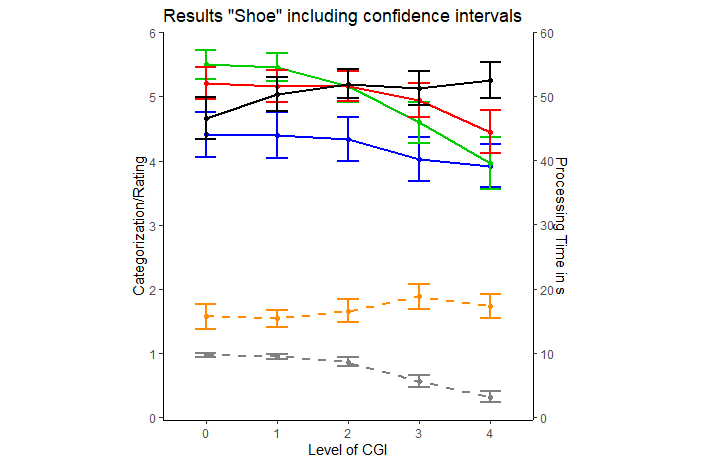 Results "Shoe" including confidence intervals
6
5
4
3
2
1
0
Categorization/Rating
60
50
40
30
20
10
0
Processing Time in s
0 1 2 3 4
Level of CGI